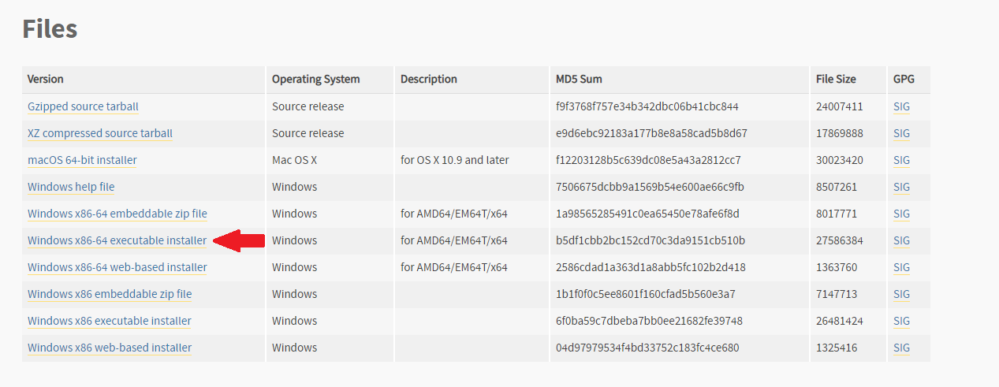 Files
Version Operating System Description MD5 Sum File Size GPG
Gzipped source tarball Source release f9f3768f757e34b342dbc06b41cbc844 24007411 SIG
XZ compressed source tarball Source release e9d6ebc92183a177b8e8a58cad5b8d67 17869888 SIG
macOS 64-bit installer Mac OS X for OS X 10.9 and later f12203128b5c639dc08e5a43a2812cc7 30023420 SIG
Windows help file Windows 7506675dcbb9a1569b54e600ae66c9fb 8507261 SIG
Windows x86-64 embeddable zip file Windows for AMD64/EM64T/x64 1a98565285491c0ea65450e78afe6f8d 8017771 SIG
Windows x86-64 executable installer Windows for AMD64/EM64T/x64 b5df1cbb2bc152cd70c3da9151cb510b 27586384 SIG
Windows x86-64 web-based installer Windows for AMD64/EM64T/x64 2586cdad1a363d1a8abb5fc102b2d418 1363760 SIG
Windows x86 embeddable zip file Windows 1b1f0f0c5ee8601f160cfad5b560e3a7 7147713 SIG
Windows x86 executable installer Windows 6f0ba59c7dbeba7bb0ee21682fe39748 26481424 SIG
Windows x86 web-based installer Windows 04d97979534f4bd33752c183fc4ce680 1325416 SIG